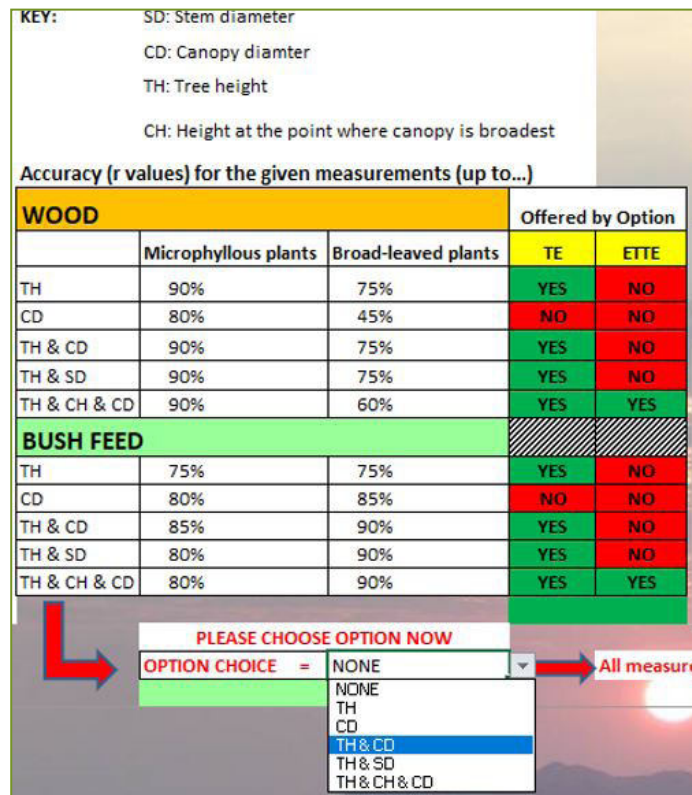 KEY: SD: Stem diameter
CD: Canopy diamter
TH: Tree height
CH: Height at the point where canopy is broadest
Accuracy (r values) for the given measurements (up to...)
WOOD Offered by Option
Microphyllous plants Broad-leaved plants TE ETTE
TH 90% 75% YES NO
CD 80% 45% NO NO
TH & CD 90% 75% YES NO
TH & SD 90% 75% YES NO
TH & CH & CD 90% 60% YES YES
BUSH FEED
TH 75% 75% YES NO
CD 80% 85% NO NO
TH & CD 85% 90% YES NO
TH & SD 80% 90% YES NO
TH & CH & CD 80% 90% YES YES
PLEASE CHOOSE OPTION NOW
OPTION CHOICE = NONE All measure
NONE
TH
CD
TH & CD
TH & SD
TH & CH & CD